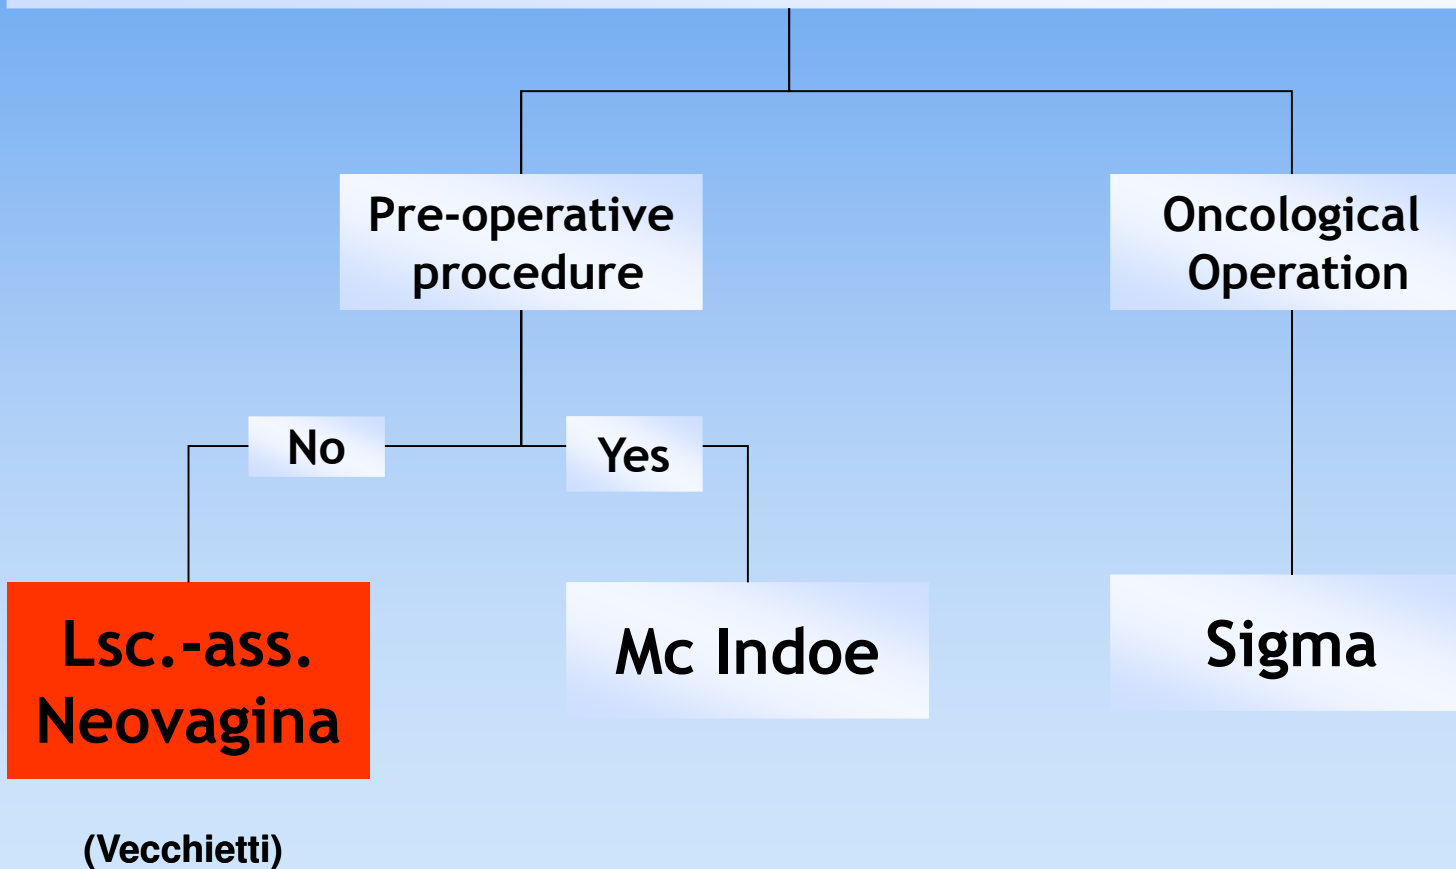 Pre-operative
procedure
Oncological
Operation
No
Yes
Lsc.-ass.
Neovagina
Mc Indoe
Sigma
(Vecchietti)